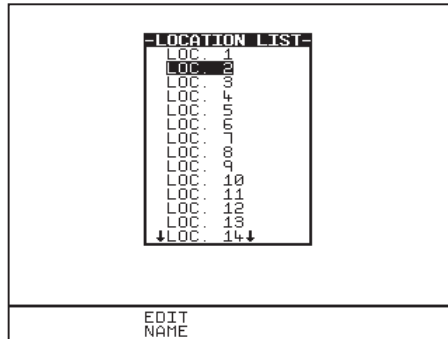 -LOCATION LIST-
LOC. 1
LOC. 2
LOC. 3
LOC. 4
LOC. 5
LOC. 6
LOC. 7
LOC. 8
LOC. 9
LOC. 10
LOC. 11
LOC. 12
LOC. 13
↓LOC. 14↓
EDIT
NAME